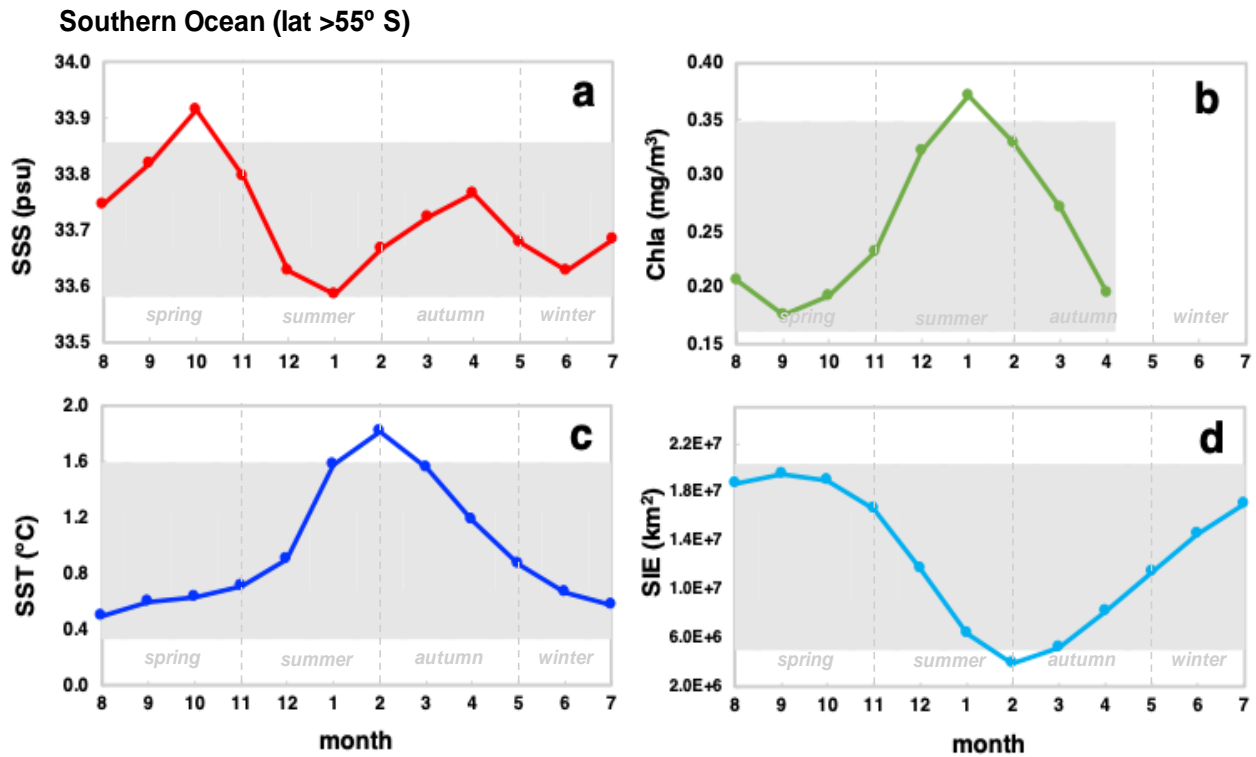 Southern Ocean (lat >55º S)
a
SSS (psu)
34.0
33.9
33.8
33.7
33.6
33.5
spring summer autumn winter
8 9 10 11 12 1 2 3 4 5 6 7
b
Chla (mg/m³)
0.40
0.35
0.30
0.25
0.20
0.15
spring summer autumn winter
8 9 10 11 12 1 2 3 4 5 6 7
c
SST (ºC)
2.0
1.6
1.2
0.8
0.4
0.0
spring summer autumn winter
8 9 10 11 12 1 2 3 4 5 6 7
month
d
SIE (km²)
2.2E+7
1.8E+7
1.4E+7
1.0E+7
6.0E+6
2.0E+6
spring summer autumn winter
8 9 10 11 12 1 2 3 4 5 6 7
month